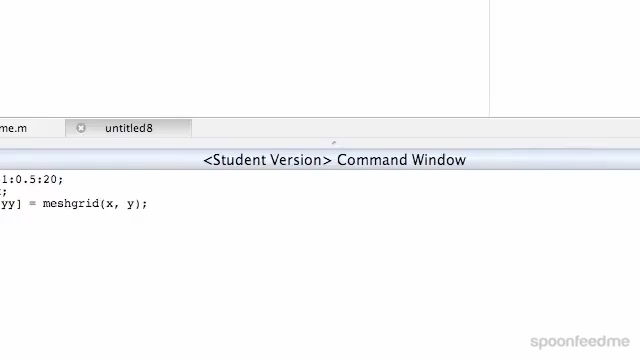 me.m
untitled8
<Student Version> Command Window
1:0.5:20;
;
yy] = meshgrid(x, y);
spoonfeedme